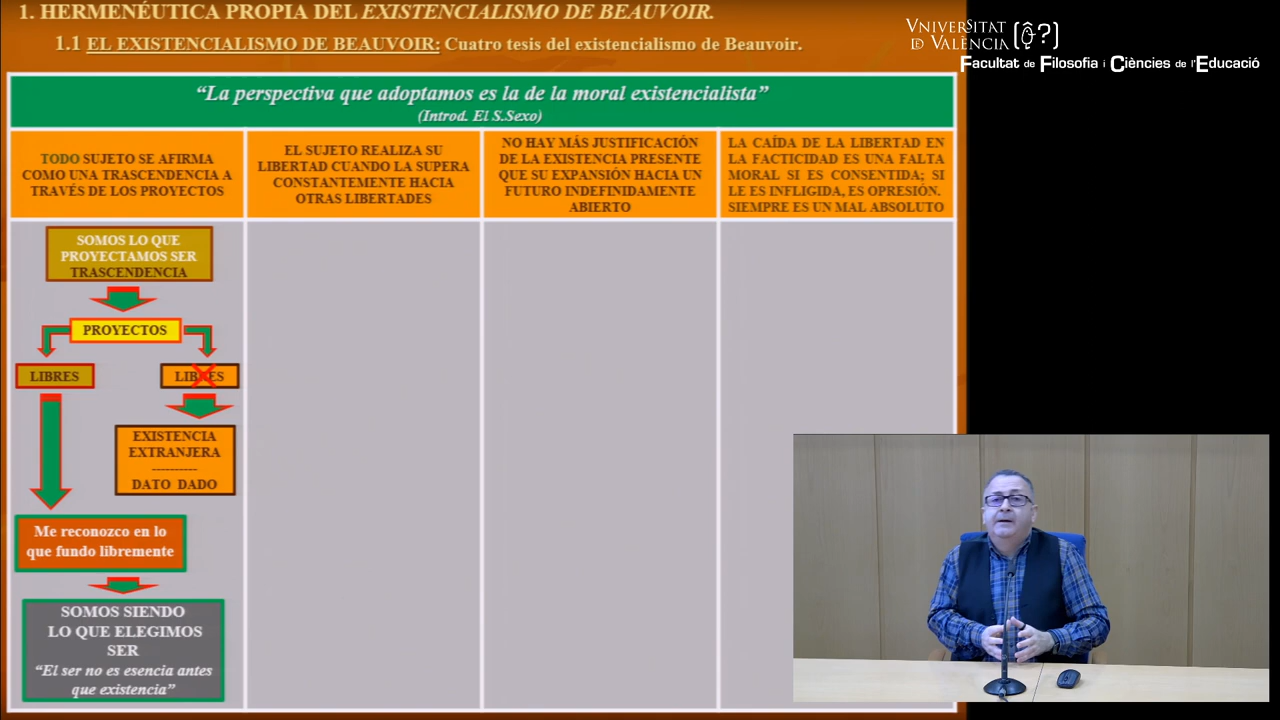 1. HERMENÉUTICA PROPIA DEL EXISTENCIALISMO DE BEAUVOIR.
1.1 EL EXISTENCIALISMO DE BEAUVOIR: Cuatro tesis del existencialismo de Beauvoir.
VNIVERSITAT
DE VALÈNCIA
Facultat de Filosofia i Ciències de l'Educació
“La perspectiva que adoptamos es la de la moral existencialista”
(Introd. El S.Sexo)
TODO SUJETO SE AFIRMA
COMO UNA TRASCENDENCIA A
TRAVÉS DE LOS PROYECTOS
EL SUJETO REALIZA SU
LIBERTAD CUANDO LA SUPERA
CONSTANTEMENTE HACIA
OTRAS LIBERTADES
NO HAY MÁS JUSTIFICACIÓN
DE LA EXISTENCIA PRESENTE
QUE SU EXPANSIÓN HACIA UN
FUTURO INDEFINIDAMENTE
ABIERTO
LA CAÍDA DE LA LIBERTAD EN
LA FACTICIDAD ES UNA FALTA
MORAL SI ES CONSENTIDA; SI
LE ES INFLIGIDA, ES OPRESIÓN.
SIEMPRE ES UN MAL ABSOLUTO
SOMOS LO QUE
PROYECTAMOS SER
TRASCENDENCIA
PROYECTOS
LIBRES
LIBRES
EXISTENCIA
EXTRANJERA
----------
DATO DADO
Me reconozco en lo
que fundo libremente
SOMOS SIENDO
LO QUE ELEGIMOS
SER
“El ser no es esencia antes
que existencia”